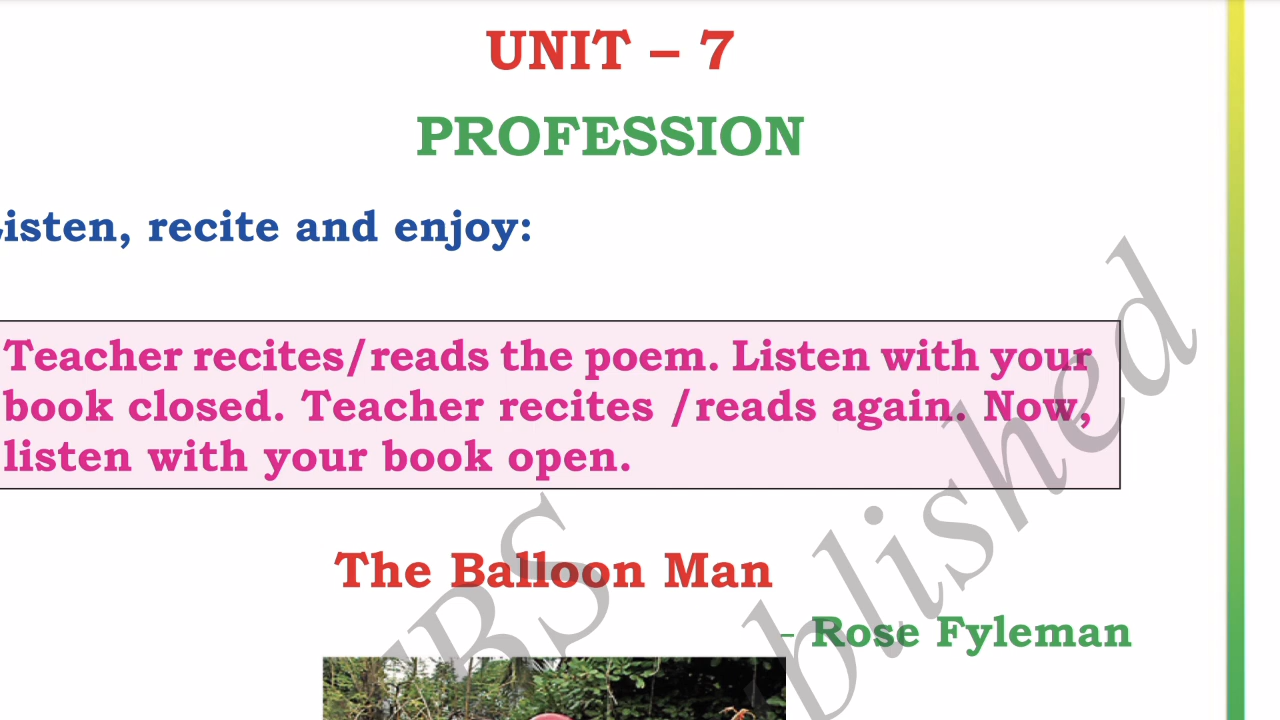 UNIT – 7
PROFESSION
Listen, recite and enjoy:
Teacher recites/reads the poem. Listen with your
book closed. Teacher recites /reads again. Now,
listen with your book open.
The Balloon Man
– Rose Fyleman